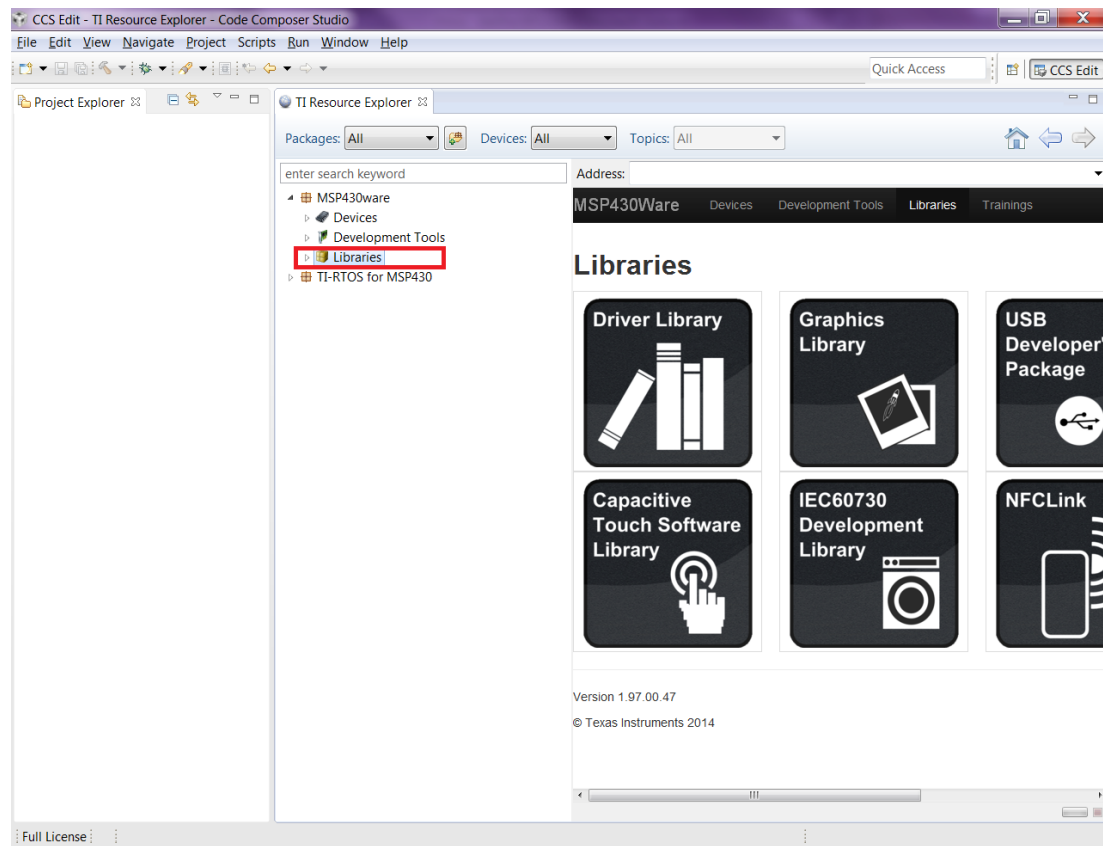 CCS Edit - TI Resource Explorer - Code Composer Studio
File Edit View Navigate Project Scripts Run Window Help
Quick Access
CCS Edit
Project Explorer
TI Resource Explorer
Packages: All Devices: All Topics: All
enter search keyword
Address:
MSP430ware
Devices
Development Tools
Libraries
TI-RTOS for MSP430
MSP430Ware Devices Development Tools Libraries Trainings
Libraries
Driver Library
Graphics
Library
USB
Developer'
Package
Capacitive
Touch Software
Library
IEC60730
Development
Library
NFCLink
Version 1.97.00.47
© Texas Instruments 2014
Full License